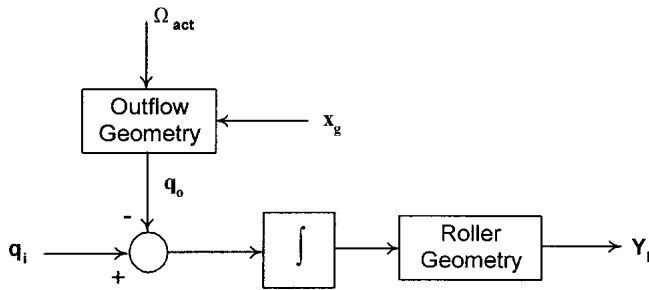 Ω act
Outflow
Geometry
x g
q o
-
q i
+
∫
Roller
Geometry
Y l